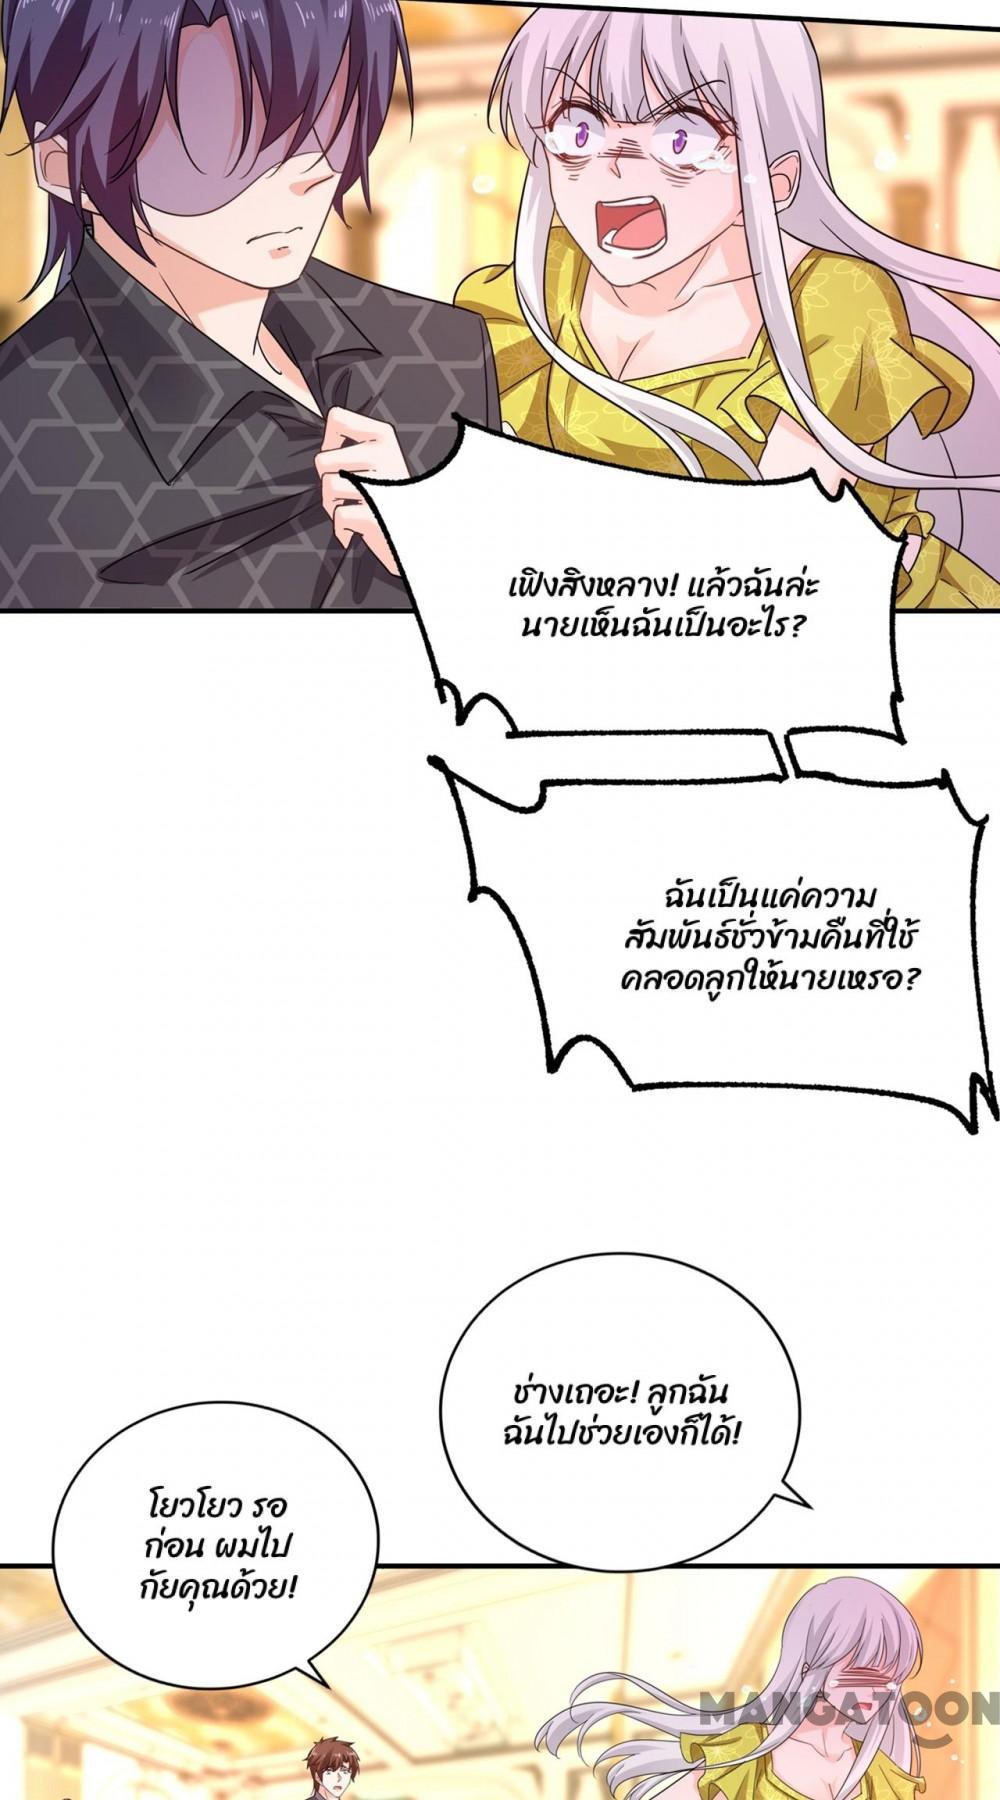 เฟิงสิงหลาง! แล้วฉันล่ะ
นายเห็นฉันเป็นอะไร?
ฉันเป็นแค่ความ
สัมพันธ์ชั่วข้ามคืนที่ใช้
คลอดลูกให้นายเหรอ?
ช่างเถอะ! ลูกฉัน
ฉันไปช่วยเองก็ได้!
โยวโยว รอ
ก่อน ผมไป
กัยคุณด้วย!
MANGATOON